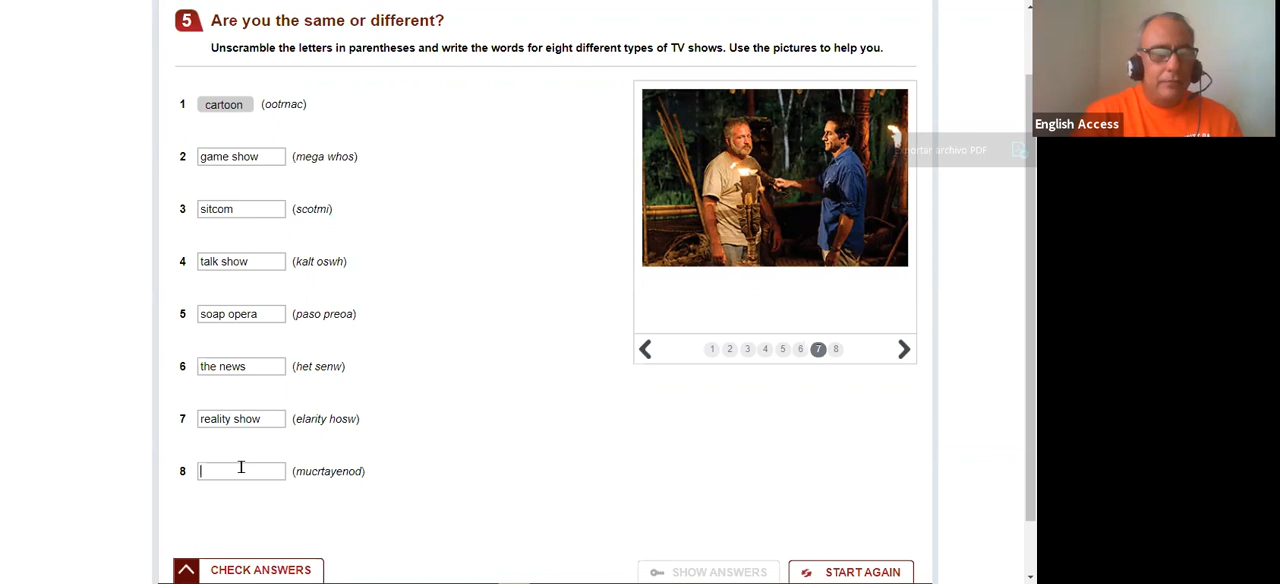 5 Are you the same or different?
Unscramble the letters in parentheses and write the words for eight different types of TV shows. Use the pictures to help you.
1 cartoon (ootrnac)
2 game show (mega whos)
3 sitcom (scotmi)
4 talk show (kalt oswh)
5 soap opera (paso preoa)
6 the news (het senw)
7 reality show (elarity hosw)
8 (mucrtayenod)
portar archivo PDF
1 2 3 4 5 6 7 8
CHECK ANSWERS
SHOW ANSWERS
START AGAIN
English Access